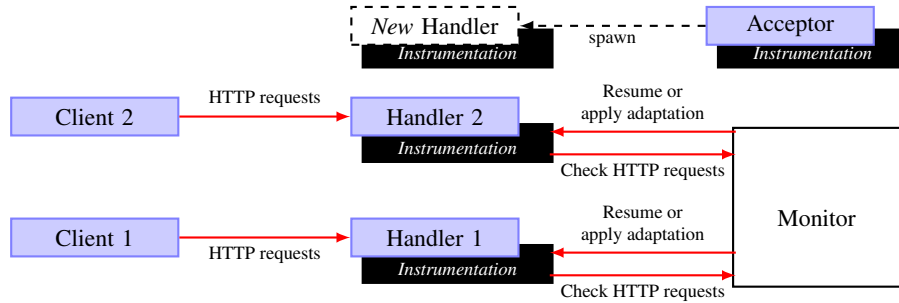 New Handler
Instrumentation
spawn
Acceptor
Instrumentation
Client 2
HTTP requests
Handler 2
Instrumentation
Resume or
apply adaptation
Check HTTP requests
Monitor
Client 1
HTTP requests
Handler 1
Instrumentation
Resume or
apply adaptation
Check HTTP requests